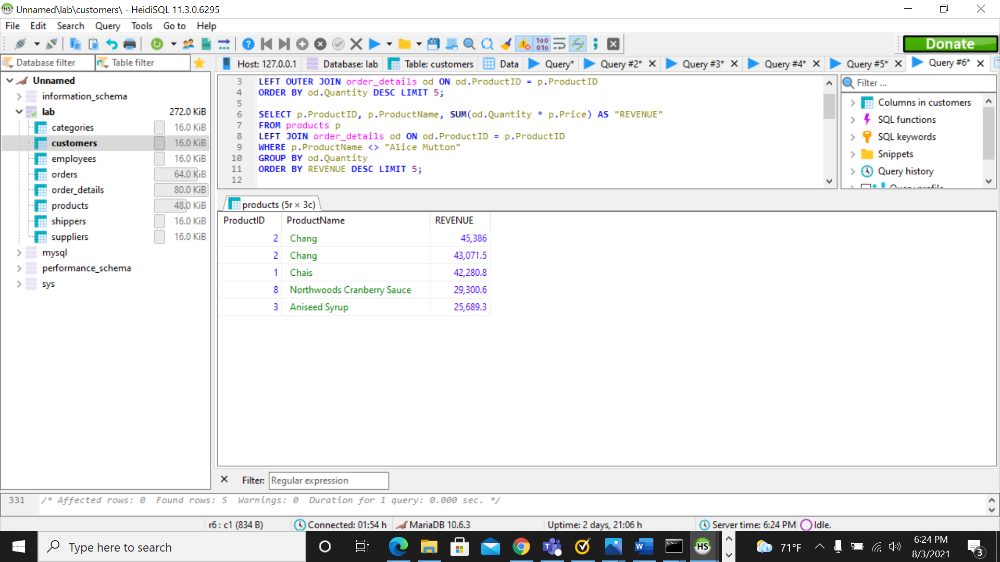 Unnamed\lab\customers\ - HeidiSQL 11.3.0.6295
File Edit Search Query Tools Go to Help
Donate
Database filter Table filter
Host: 127.0.0.1 Database: lab Table: customers Data Query* Query #2* Query #3* Query #4* Query #5* Query #6*
Unnamed
information_schema
lab 272.0 KiB
categories 16.0 KiB
customers 16.0 KiB
employees 16.0 KiB
orders 64.0 KiB
order_details 80.0 KiB
products 48.0 KiB
shippers 16.0 KiB
suppliers 16.0 KiB
mysql
performance_schema
sys
3 LEFT OUTER JOIN order_details od ON od.ProductID = p.ProductID
4 ORDER BY od.Quantity DESC LIMIT 5;
5
6 SELECT p.ProductID, p.ProductName, SUM(od.Quantity * p.Price) AS "REVENUE"
7 FROM products p
8 LEFT JOIN order_details od ON od.ProductID = p.ProductID
9 WHERE p.ProductName <> "Alice Mutton"
10 GROUP BY od.Quantity
11 ORDER BY REVENUE DESC LIMIT 5;
12
Filter ...
Columns in customers
SQL functions
SQL keywords
Snippets
Query history
products (5r × 3c)
ProductID ProductName REVENUE
2 Chang 45,386
2 Chang 43,071.5
1 Chais 42,280.8
8 Northwoods Cranberry Sauce 29,300.6
3 Aniseed Syrup 25,689.3
Filter: Regular expression
331 /* Affected rows: 0 Found rows: 5 Warnings: 0 Duration for 1 query: 0.000 sec. */
r6 : c1 (834 B) Connected: 01:54 h MariaDB 10.6.3 Uptime: 2 days, 21:06 h Server time: 6:24 PM Idle.
Type here to search
HS
71°F
6:24 PM
8/3/2021
3